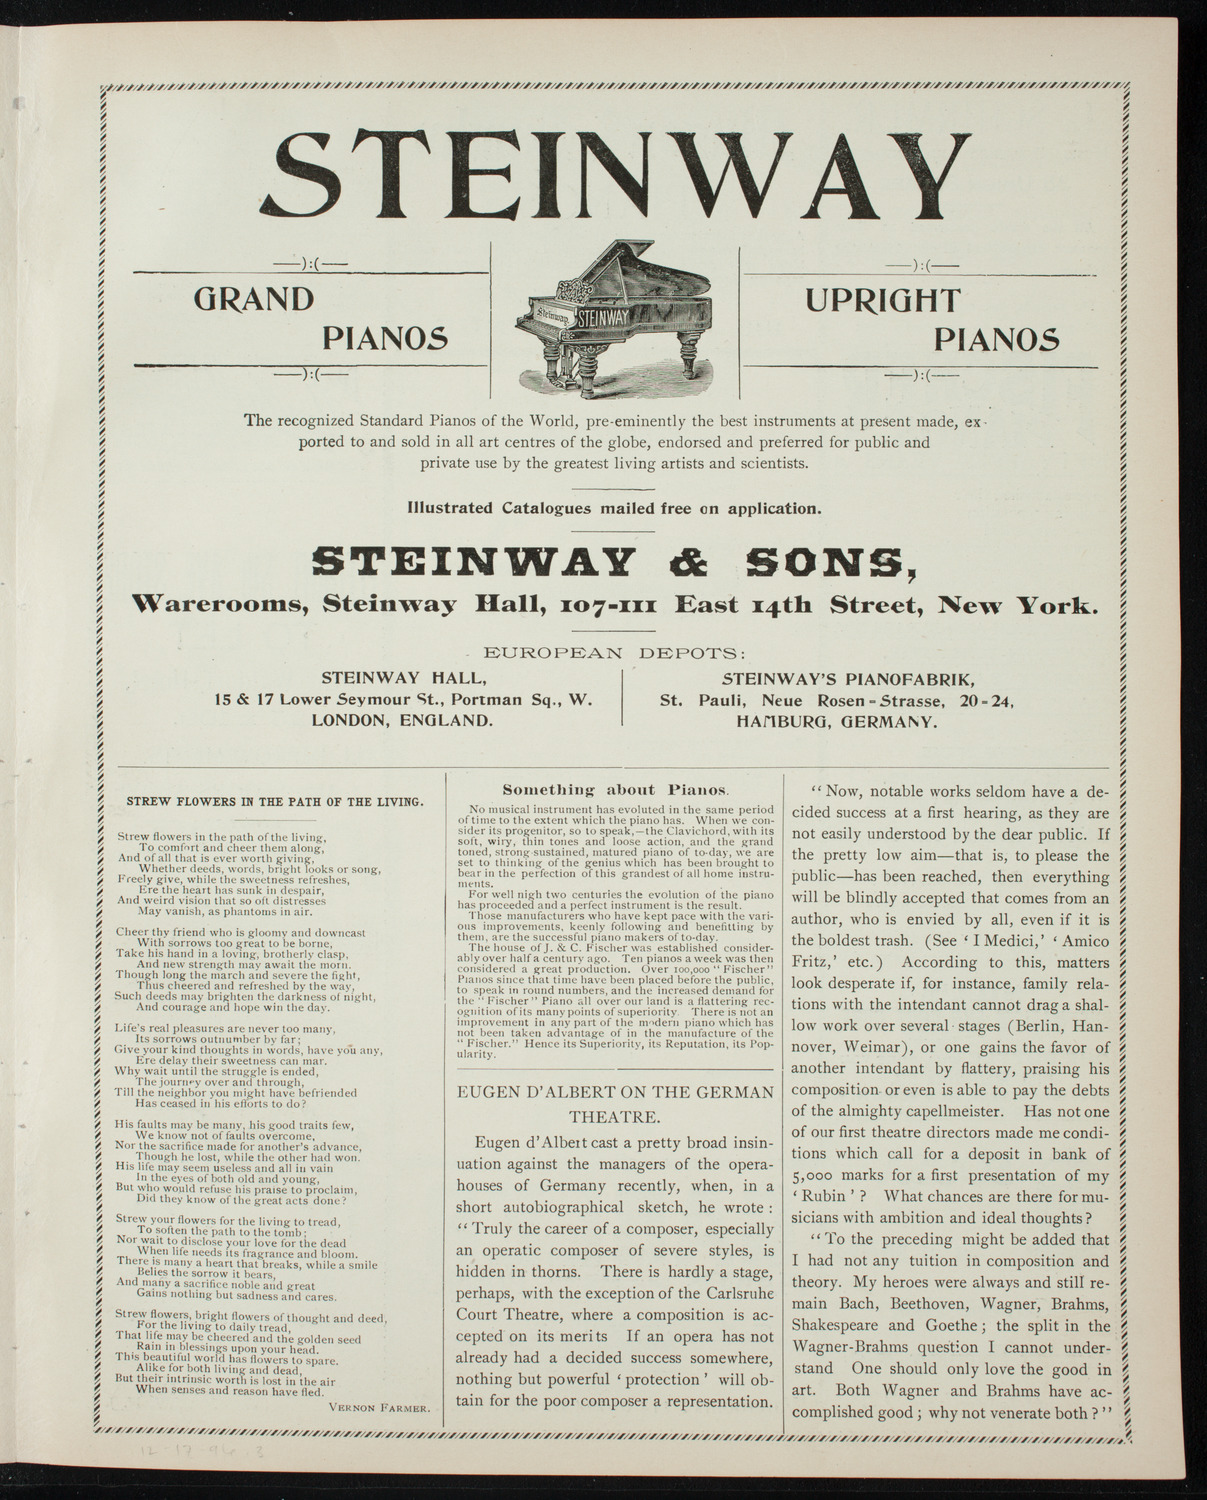 STEINWAY
—):(—
GRAND
PIANOS
—):(—
Steinway
STEINWAY
—):(—
UPRIGHT
PIANOS
—):(—
The recognized Standard Pianos of the World, pre-eminently the best instruments at present made, ex-
ported to and sold in all art centres of the globe, endorsed and preferred for public and
private use by the greatest living artists and scientists.
Illustrated Catalogues mailed free on application.
STEINWAY & SONS,
Warerooms, Steinway Hall, 107-111 East 14th Street, New York.
EUROPEAN DEPOTS:
STEINWAY HALL,
15 & 17 Lower Seymour St., Portman Sq., W.
LONDON, ENGLAND.
STEINWAY'S PIANOFABRIK,
St. Pauli, Neue Rosen-Strasse, 20-24,
HAMBURG, GERMANY.
STREW FLOWERS IN THE PATH OF THE LIVING.
Strew flowers in the path of the living,
To comfort and cheer them along,
And of all that is ever worth giving,
Whether deeds, words, bright looks or song,
Freely give, while the sweetness refreshes,
Ere the heart has sunk in despair,
And weird vision that so oft distresses
May vanish, as phantoms in air.
Cheer thy friend who is gloomy and downcast
With sorrows too great to be borne,
Take his hand in a loving, brotherly clasp,
And new strength may await the morn.
Though long the march and severe the fight,
Thus cheered and refreshed by the way,
Such deeds may brighten the darkness of night,
And courage and hope win the day.
Life's real pleasures are never too many,
Its sorrows outnumber by far;
Give your kind thoughts in words, have you any,
Ere delay their sweetness can mar.
Why wait until the struggle is ended,
The journey over and through,
Till the neighbor you might have befriended
Has ceased in his efforts to do?
His faults may be many, his good traits few,
We know not of faults overcome,
Nor the sacrifice made for another's advance,
Though he lost, while the other had won.
His life may seem useless and all in vain
In the eyes of both old and young,
But who would refuse his praise to proclaim,
Did they know of the great acts done?
Strew your flowers for the living to tread,
To soften the path to the tomb;
Nor wait to disclose your love for the dead
When life needs its fragrance and bloom.
There is many a heart that breaks, while a smile
Belies the sorrow it bears,
And many a sacrifice noble and great
Gains nothing but sadness and cares.
Strew flowers, bright flowers of thought and deed,
For the living to daily tread,
That life may be cheered and the golden seed
Rain in blessings upon your head.
This beautiful world has flowers to spare.
Alike for both living and dead,
But their intrinsic worth is lost in the air
When senses and reason have fled.
VERNON FARMER.
Something about Pianos.
No musical instrument has evoluted in the same period
of time to the extent which the piano has. When we con-
sider its progenitor, so to speak,—the Clavichord, with its
soft, wiry, thin tones and loose action, and the grand
toned, strong sustained, matured piano of to-day, we are
set to thinking of the genius which has been brought to
bear in the perfection of this grandest of all home instru-
ments.
For well nigh two centuries the evolution of the piano
has proceeded and a perfect instrument is the result.
Those manufacturers who have kept pace with the vari-
ous improvements, keenly following and benefitting by
them, are the successful piano makers of to-day.
The house of J. & C. Fischer was established consider-
ably over half a century ago. Ten pianos a week was then
considered a great production. Over 100,000 "Fischer"
Pianos since that time have been placed before the public,
to speak in round numbers, and the increased demand for
the "Fischer" Piano all over our land is a flattering rec-
ognition of its many points of superiority. There is not an
improvement in any part of the modern piano which has
not been taken advantage of in the manufacture of the
"Fischer." Hence its Superiority, its Reputation, its Pop-
ularity.
EUGEN D'ALBERT ON THE GERMAN
THEATRE.
Eugen d'Albert cast a pretty broad insin-
uation against the managers of the opera-
houses of Germany recently, when, in a
short autobiographical sketch, he wrote:
"Truly the career of a composer, especially
an operatic composer of severe styles, is
hidden in thorns. There is hardly a stage,
perhaps, with the exception of the Carlsruhe
Court Theatre, where a composition is ac-
cepted on its merits If an opera has not
already had a decided success somewhere,
nothing but powerful 'protection' will ob-
tain for the poor composer a representation.
"Now, notable works seldom have a de-
cided success at a first hearing, as they are
not easily understood by the dear public. If
the pretty low aim—that is, to please the
public—has been reached, then everything
will be blindly accepted that comes from an
author, who is envied by all, even if it is
the boldest trash. (See 'I Medici,' 'Amico
Fritz,' etc.) According to this, matters
look desperate if, for instance, family rela-
tions with the intendant cannot drag a shal-
low work over several stages (Berlin, Han-
nover, Weimar), or one gains the favor of
another intendant by flattery, praising his
composition or even is able to pay the debts
of the almighty capellmeister. Has not one
of our first theatre directors made me condi-
tions which call for a deposit in bank of
5,000 marks for a first presentation of my
'Rubin'? What chances are there for mu-
sicians with ambition and ideal thoughts?
"To the preceding might be added that
I had not any tuition in composition and
theory. My heroes were always and still re-
main Bach, Beethoven, Wagner, Brahms,
Shakespeare and Goethe; the split in the
Wagner-Brahms question I cannot under-
stand One should only love the good in
art. Both Wagner and Brahms have ac-
complished good; why not venerate both?"
12-17-94-3